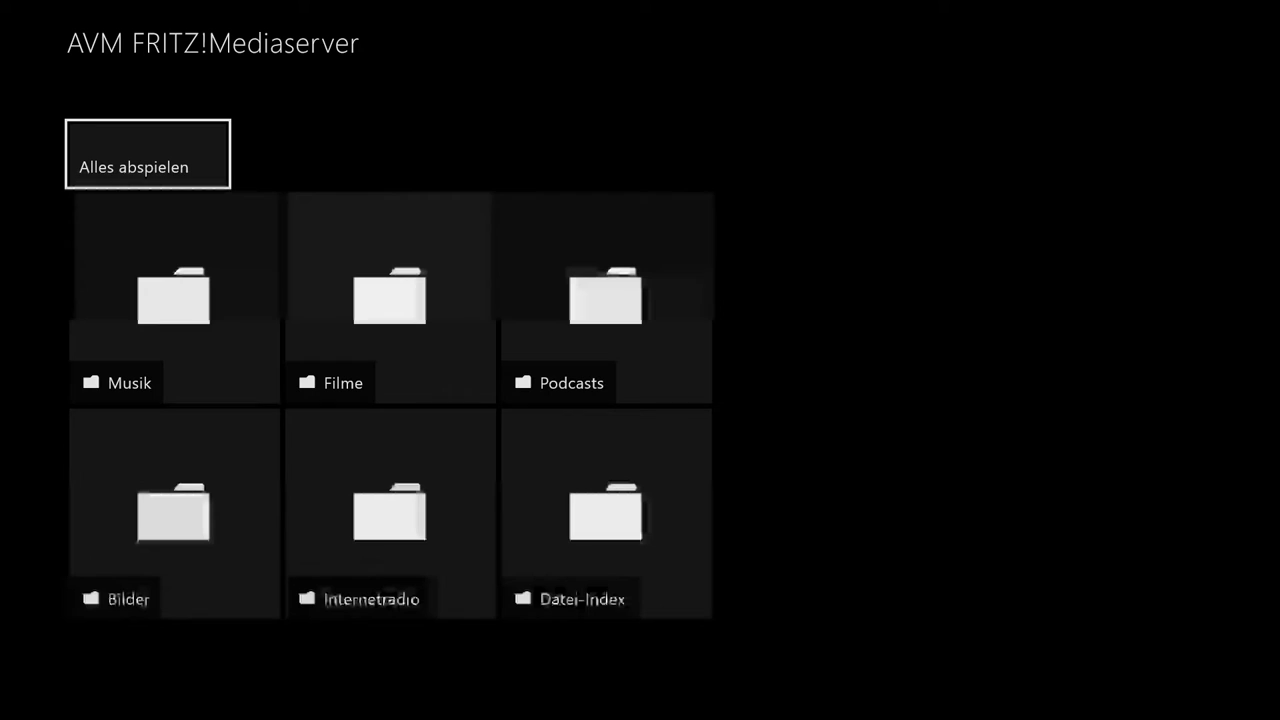 AVM FRITZ!Mediaserver
Alles abspielen
Musik
Filme
Podcasts
Bilder
Internetradio
Datei-Index